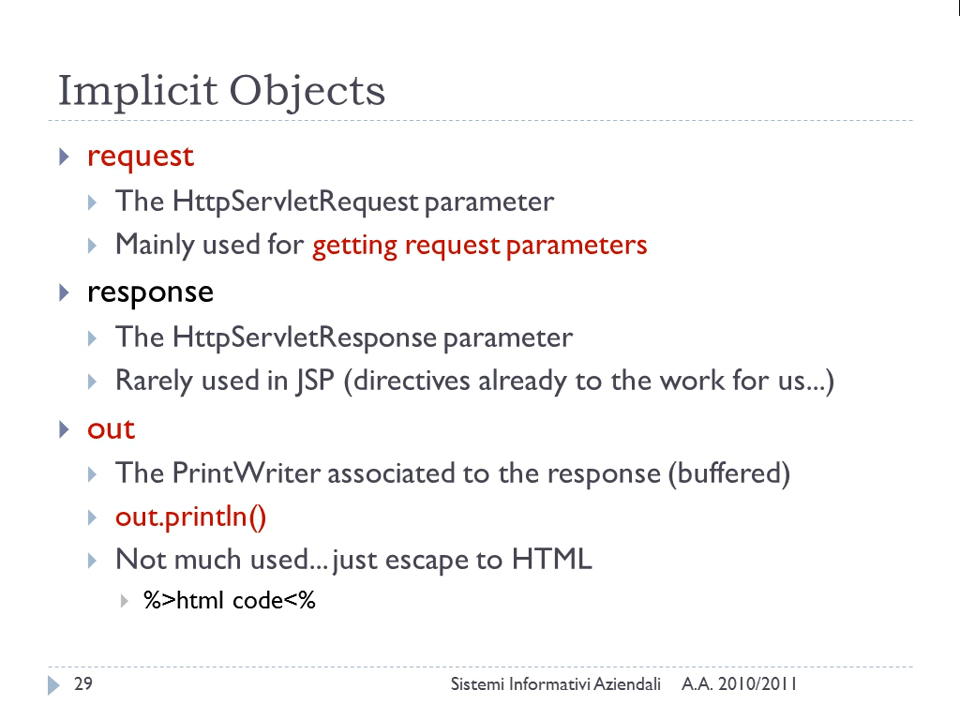 Implicit Objects
request
The HttpServletRequest parameter
Mainly used for getting request parameters
response
The HttpServletResponse parameter
Rarely used in JSP (directives already to the work for us...)
out
The PrintWriter associated to the response (buffered)
out.println()
Not much used... just escape to HTML
%>html code<%
29 Sistemi Informativi Aziendali A.A. 2010/2011